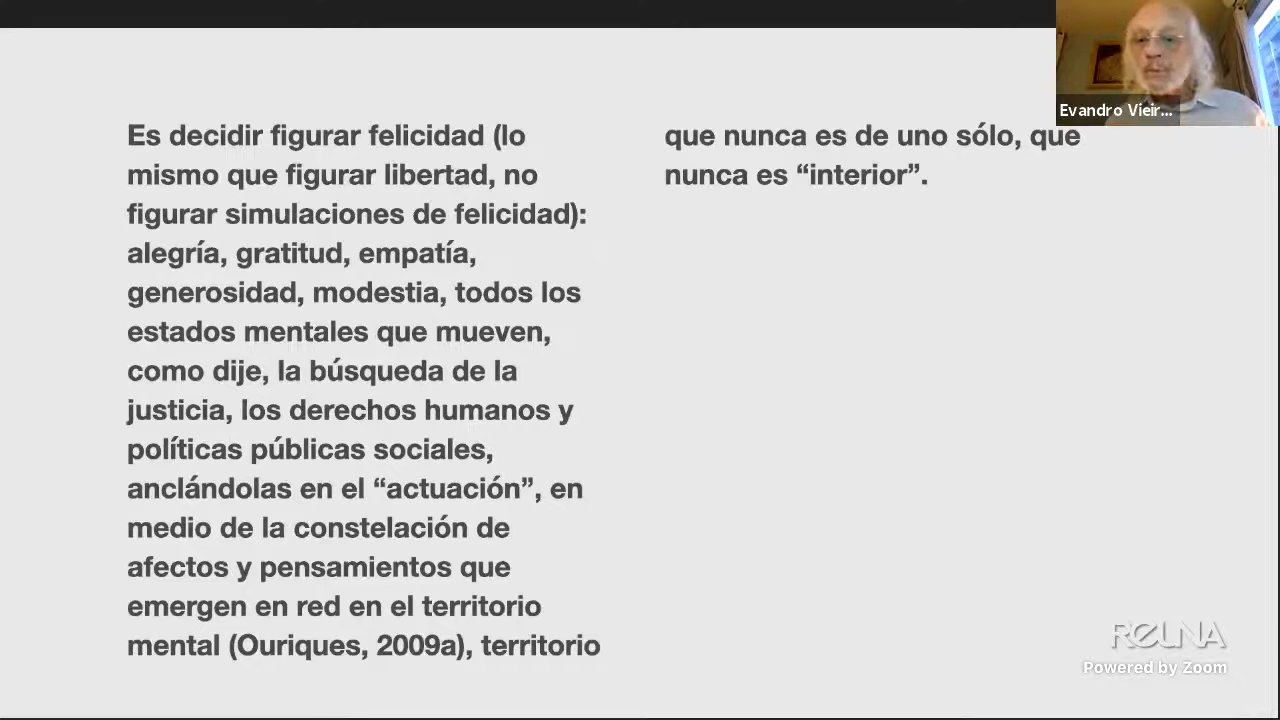 Es decidir figurar felicidad (lo
mismo que figurar libertad, no
figurar simulaciones de felicidad):
alegría, gratitud, empatía,
generosidad, modestia, todos los
estados mentales que mueven,
como dije, la búsqueda de la
justicia, los derechos humanos y
políticas públicas sociales,
anclándolas en el “actuación”, en
medio de la constelación de
afectos y pensamientos que
emergen en red en el territorio
mental (Ouriques, 2009a), territorio
que nunca es de uno sólo, que
nunca es “interior”.
Evandro Vieir...
REUNA
Powered by Zoom